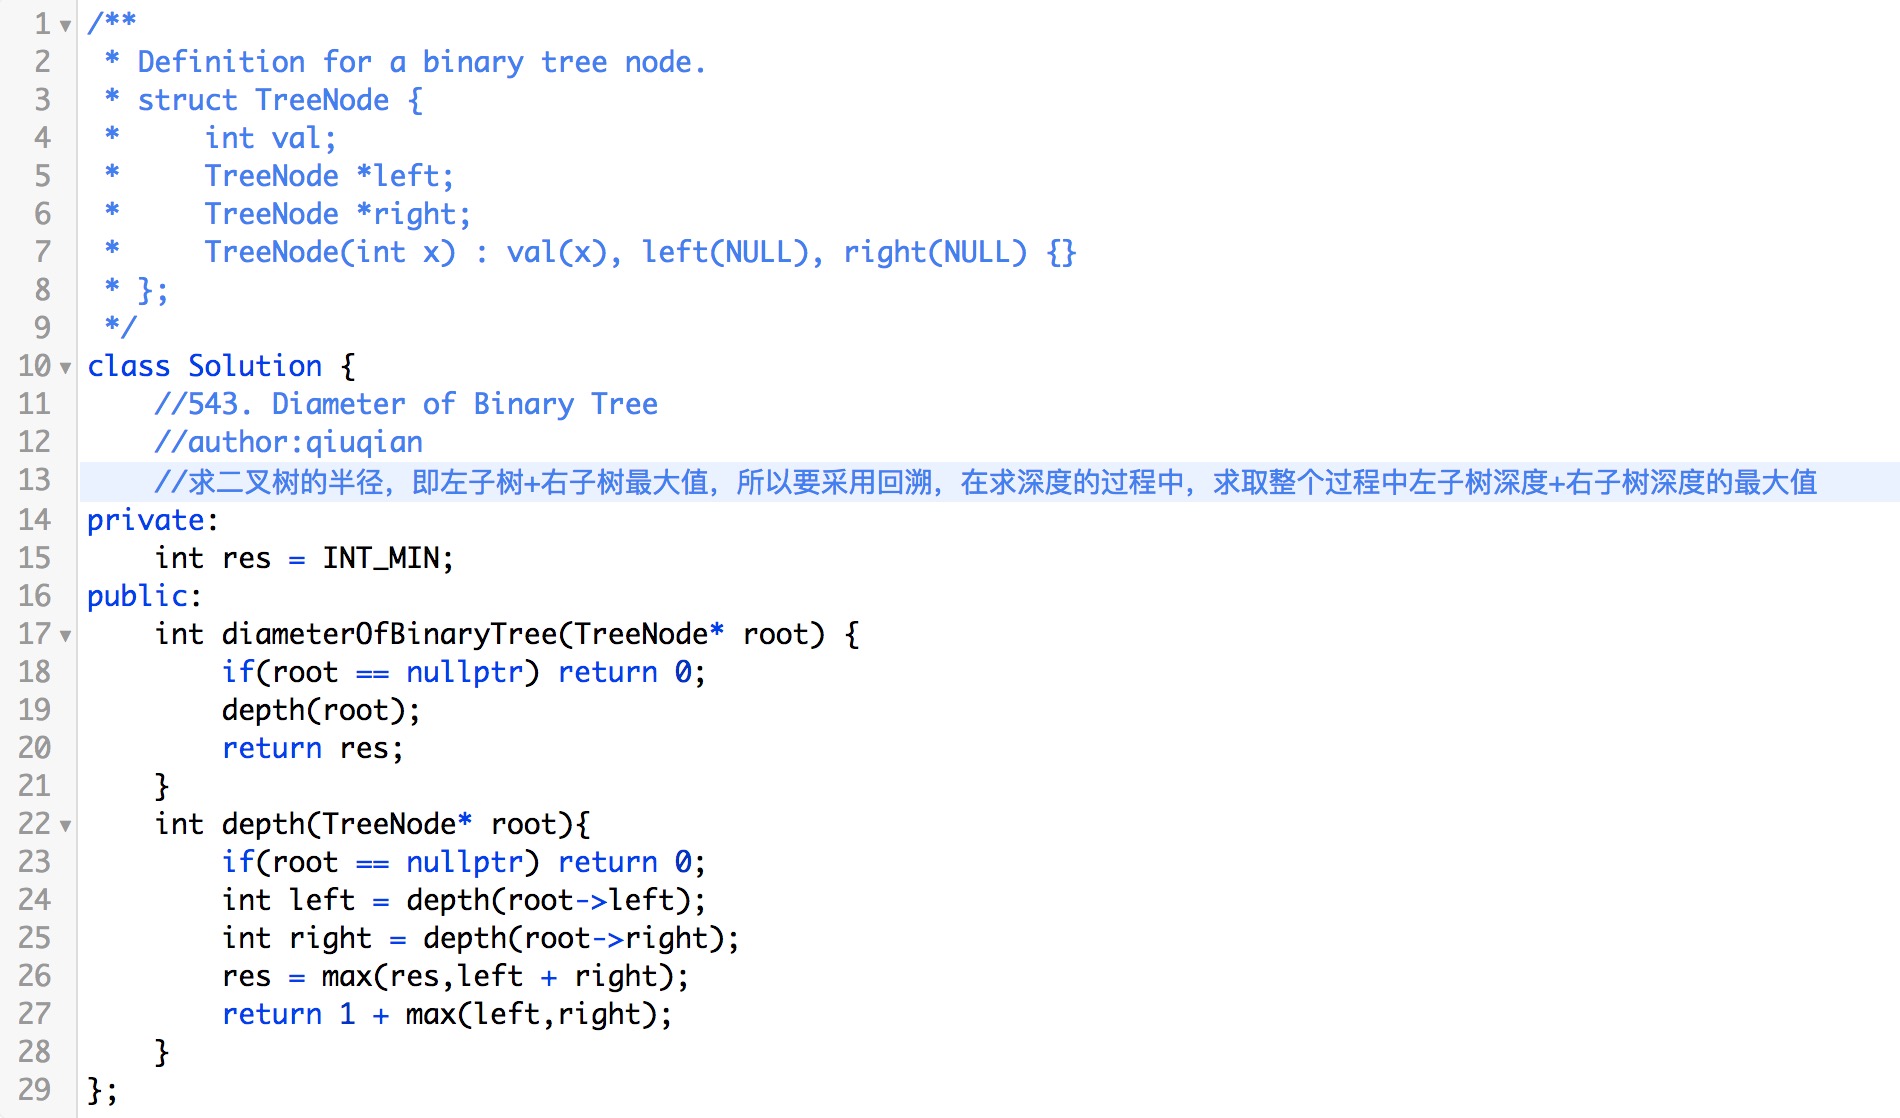 1 /**
2  * Definition for a binary tree node.
3  * struct TreeNode {
4  *     int val;
5  *     TreeNode *left;
6  *     TreeNode *right;
7  *     TreeNode(int x) : val(x), left(NULL), right(NULL) {}
8  * };
9  */
10 class Solution {
11     //543. Diameter of Binary Tree
12     //author:qiuqian
13     //求二叉树的半径，即左子树+右子树最大值，所以要采用回溯，在求深度的过程中，求取整个过程中左子树深度+右子树深度的最大值
14 private:
15     int res = INT_MIN;
16 public:
17     int diameterOfBinaryTree(TreeNode* root) {
18         if(root == nullptr) return 0;
19         depth(root);
20         return res;
21     }
22     int depth(TreeNode* root){
23         if(root == nullptr) return 0;
24         int left = depth(root->left);
25         int right = depth(root->right);
26         res = max(res,left + right);
27         return 1 + max(left,right);
28     }
29 };